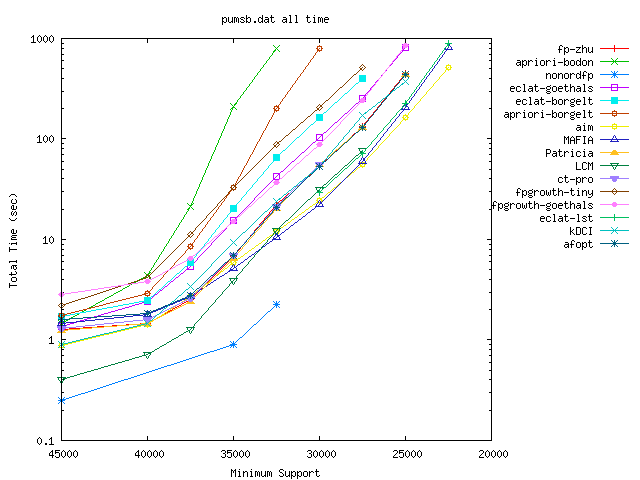 pumsb.dat all time
1000
100
10
1
0.1
Total Time (sec)
45000 40000 35000 30000 25000 20000
Minimum Support
fp-zhu
apriori-bodon
nonordfp
eclat-goethals
eclat-borgelt
apriori-borgelt
aim
MAFIA
Patricia
LCM
ct-pro
fpgrowth-tiny
fpgrowth-goethals
eclat-lst
kDCI
afopt